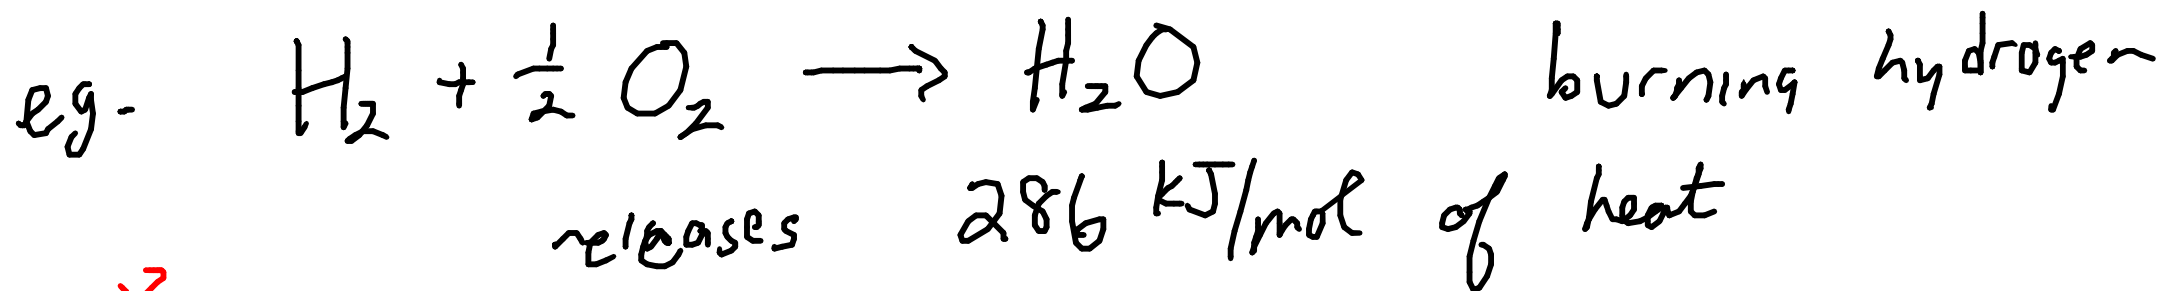 eg. H₂ + ½ O₂ → H₂O burning hydrogen
releases 286 kJ/mol of heat